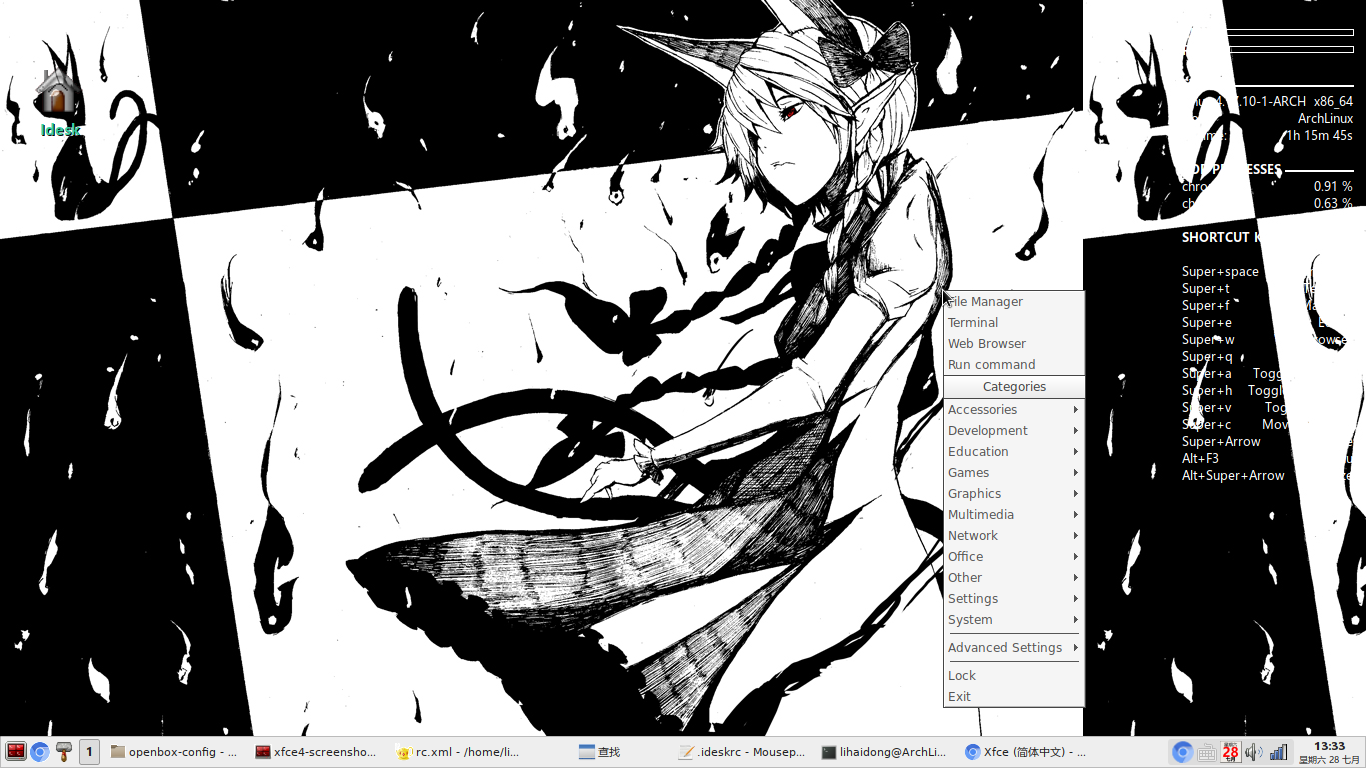 Idesk
x86_64
ArchLinux
1h 15m 45s
0.91 %
0.63 %
SHORTCUT
Super+space
Super+t
Super+f
Super+e
Super+w
Super+q
Super+a
Super+h
Super+v
Super+c
Super+Arrow
Alt+F3
Alt+Super+Arrow
File Manager
Terminal
Web Browser
Run command
Categories
Accessories
Development
Education
Games
Graphics
Multimedia
Network
Office
Other
Settings
System
Advanced Settings
Lock
Exit
1 openbox-config - ... xfce4-screensho... rc.xml - /home/li... 查找 .ideskrc - Mousep... lihaidong@ArchLi... Xfce (简体中文) - ... 28 13:33
星期六 28 七月